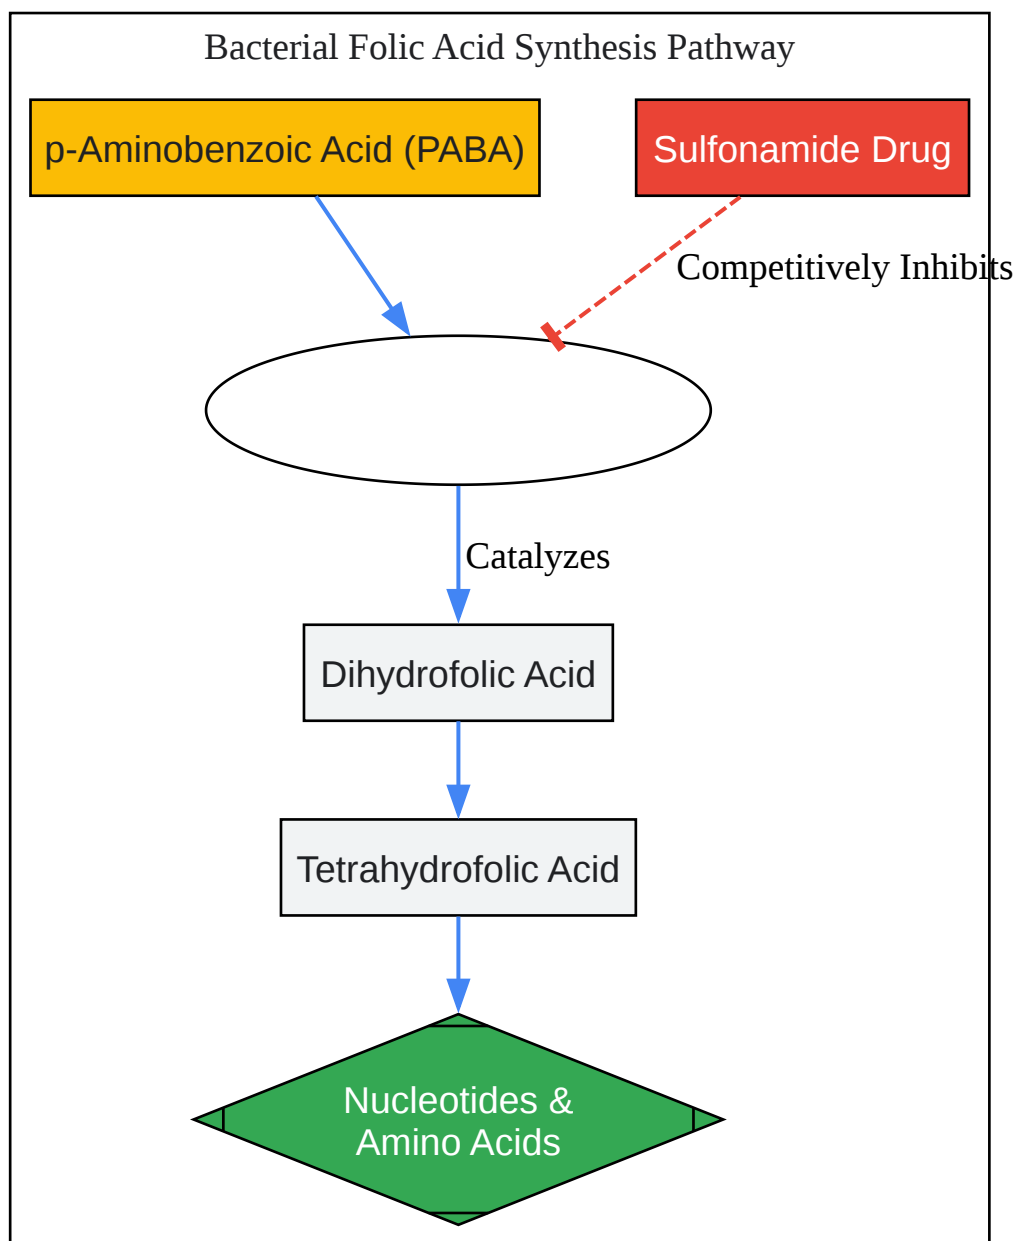 Bacterial Folic Acid Synthesis Pathway
p-Aminobenzoic Acid (PABA)
Sulfonamide Drug
Competitively Inhibits
Catalyzes
Dihydrofolic Acid
Tetrahydrofolic Acid
Nucleotides &
Amino Acids